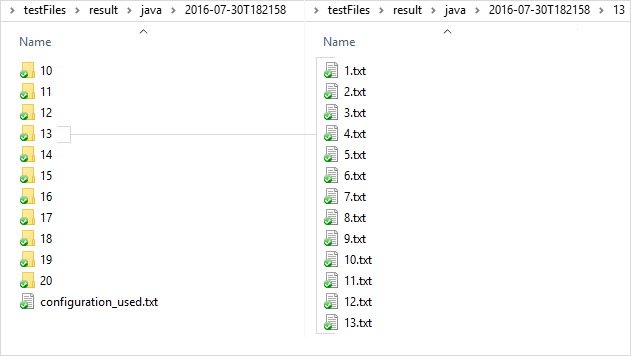 testFiles > result > java > 2016-07-30T182158
Name
10
11
12
13
14
15
16
17
18
19
20
configuration_used.txt
testFiles > result > java > 2016-07-30T182158 > 13
Name
1.txt
2.txt
3.txt
4.txt
5.txt
6.txt
7.txt
8.txt
9.txt
10.txt
11.txt
12.txt
13.txt